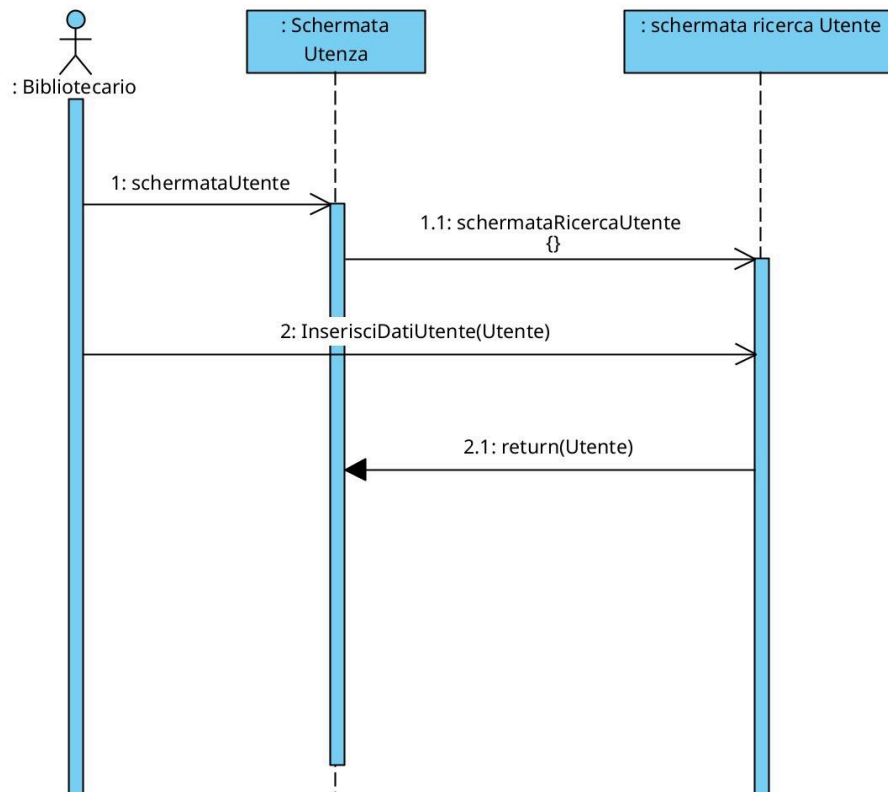 : Schermata
Utenza
: schermata ricerca Utente
: Bibliotecario
1: schermataUtente
1.1: schermataRicercaUtente
{}
2: InserisciDatiUtente(Utente)
2.1: return(Utente)